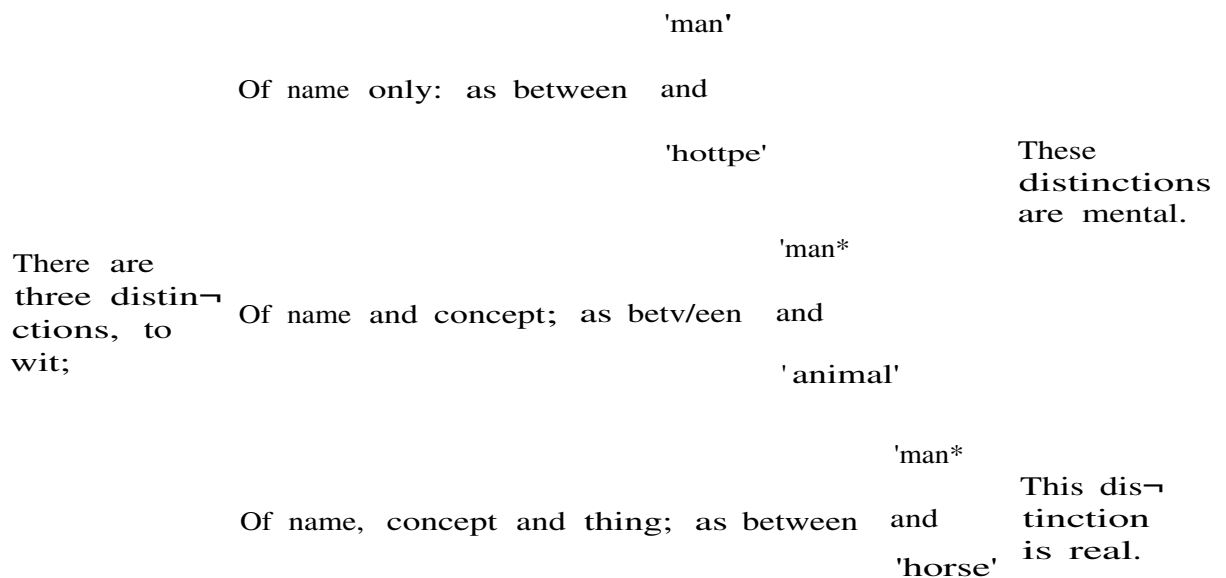 There are
three distin¬
ctions, to
wit;
'man'
Of name only: as between and
'hottpe'
'man*
Of name and concept; as betv/een and
'animal'
These
distinctions
are mental.
'man*
Of name, concept and thing; as between and
'horse'
This dis¬
tinction
is real.